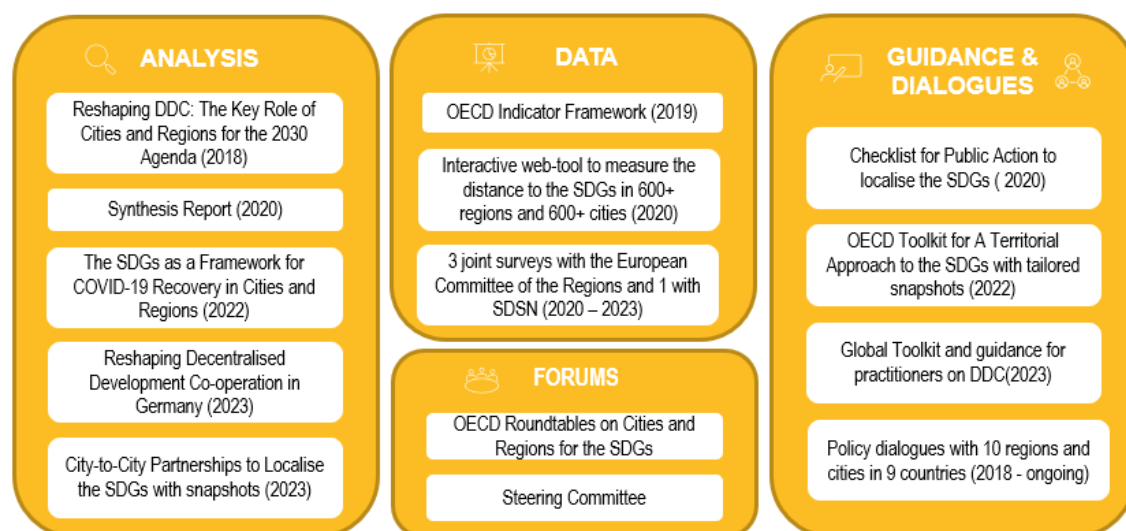 ANALYSIS
Reshaping DDC: The Key Role of
Cities and Regions for the 2030
Agenda (2018)
Synthesis Report (2020)
The SDGs as a Framework for
COVID-19 Recovery in Cities and
Regions (2022)
Reshaping Decentralised
Development Co-operation in
Germany (2023)
City-to-City Partnerships to Localise
the SDGs with snapshots (2023)
DATA
OECD Indicator Framework (2019)
Interactive web-tool to measure the
distance to the SDGs in 600+
regions and 600+ cities (2020)
3 joint surveys with the European
Committee of the Regions and 1 with
SDSN (2020 – 2023)
FORUMS
OECD Roundtables on Cities and
Regions for the SDGs
Steering Committee
GUIDANCE &
DIALOGUES
Checklist for Public Action to
localise the SDGs ( 2020)
OECD Toolkit for A Territorial
Approach to the SDGs with tailored
snapshots (2022)
Global Toolkit and guidance for
practitioners on DDC(2023)
Policy dialogues with 10 regions and
cities in 9 countries (2018 - ongoing)